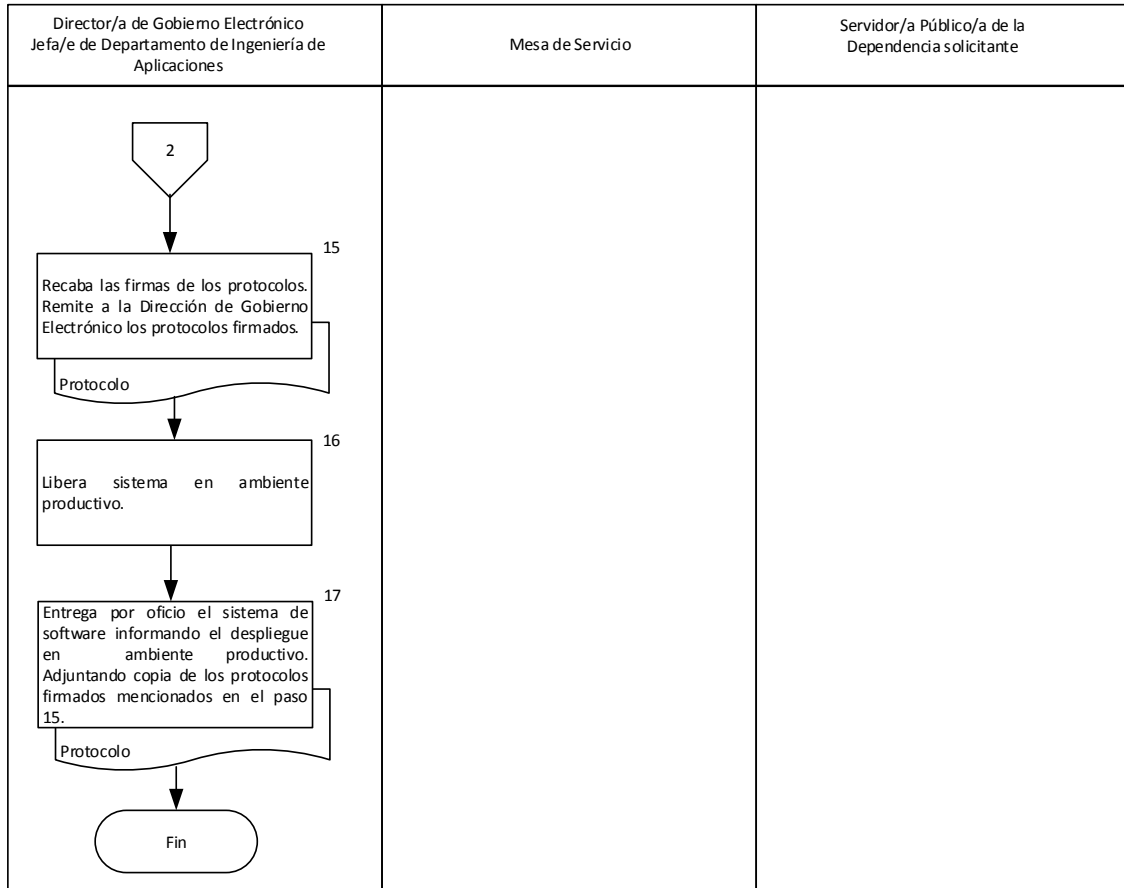 Director/a de Gobierno Electrónico
Jefa/e de Departamento de Ingeniería de
Aplicaciones
Mesa de Servicio
Servidor/a Público/a de la
Dependencia solicitante
2
15
Recaba las firmas de los protocolos.
Remite a la Dirección de Gobierno
Electrónico los protocolos firmados.
Protocolo
16
Libera sistema en ambiente
productivo.
17
Entrega por oficio el sistema de
software informando el despliegue
en ambiente productivo.
Adjuntando copia de los protocolos
firmados mencionados en el paso
15.
Protocolo
Fin